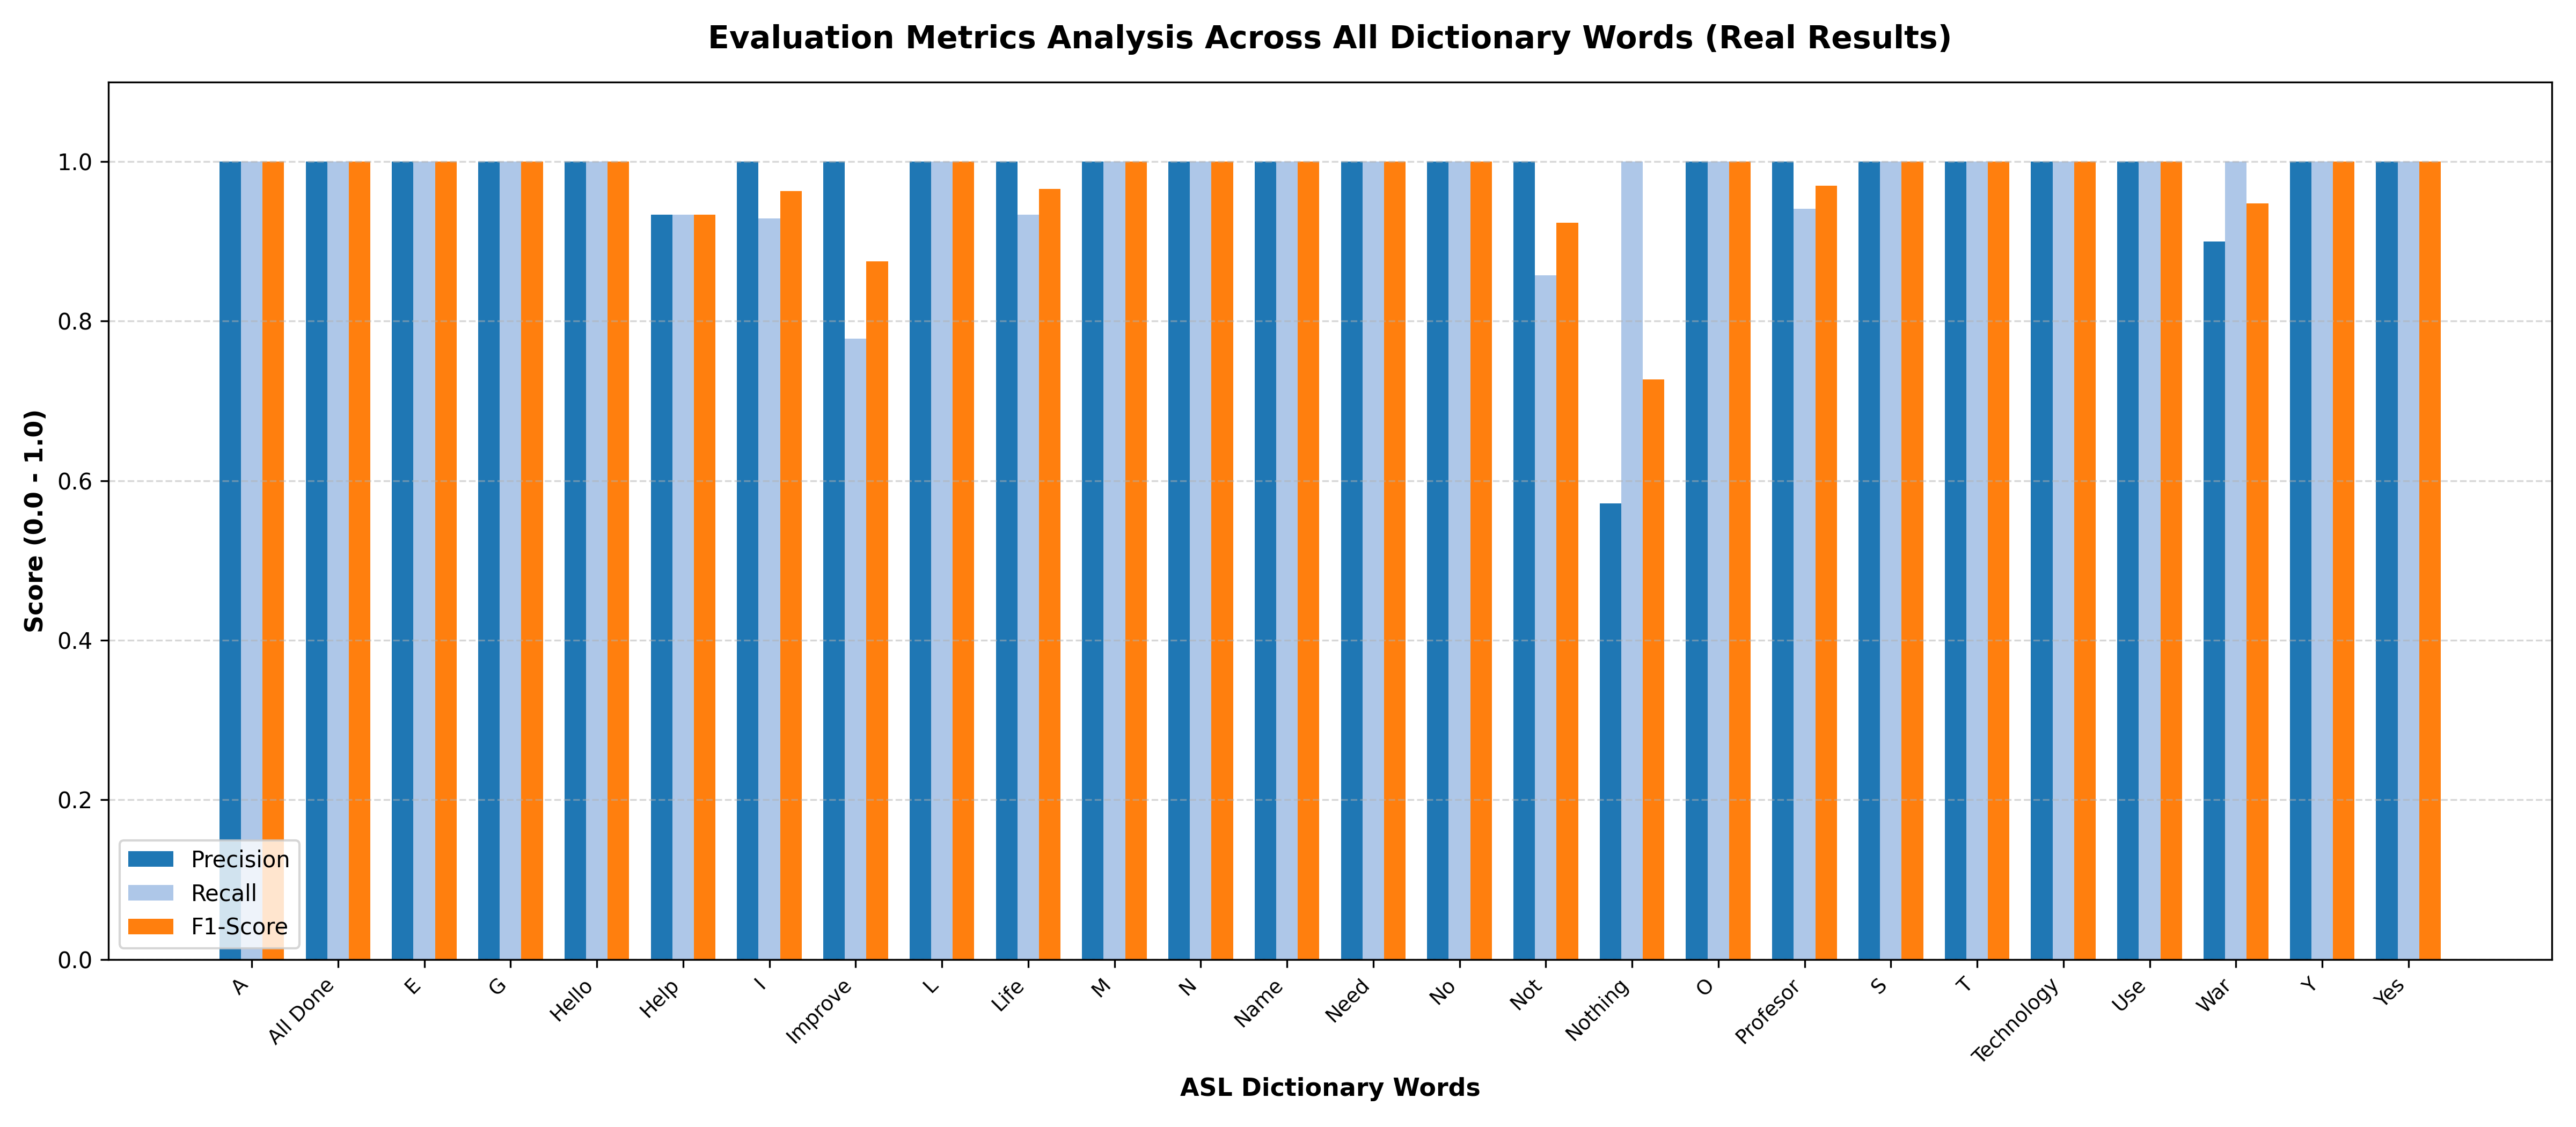 Evaluation Metrics Analysis Across All Dictionary Words (Real Results)
Score (0.0 - 1.0)
1.0
0.8
0.6
0.4
0.2
0.0
Precision
Recall
F1-Score
A
All Done
E
G
Hello
Help
I
Improve
L
Life
M
N
Name
Need
No
Not
Nothing
O
Profesor
S
T
Technology
Use
War
Y
Yes
ASL Dictionary Words